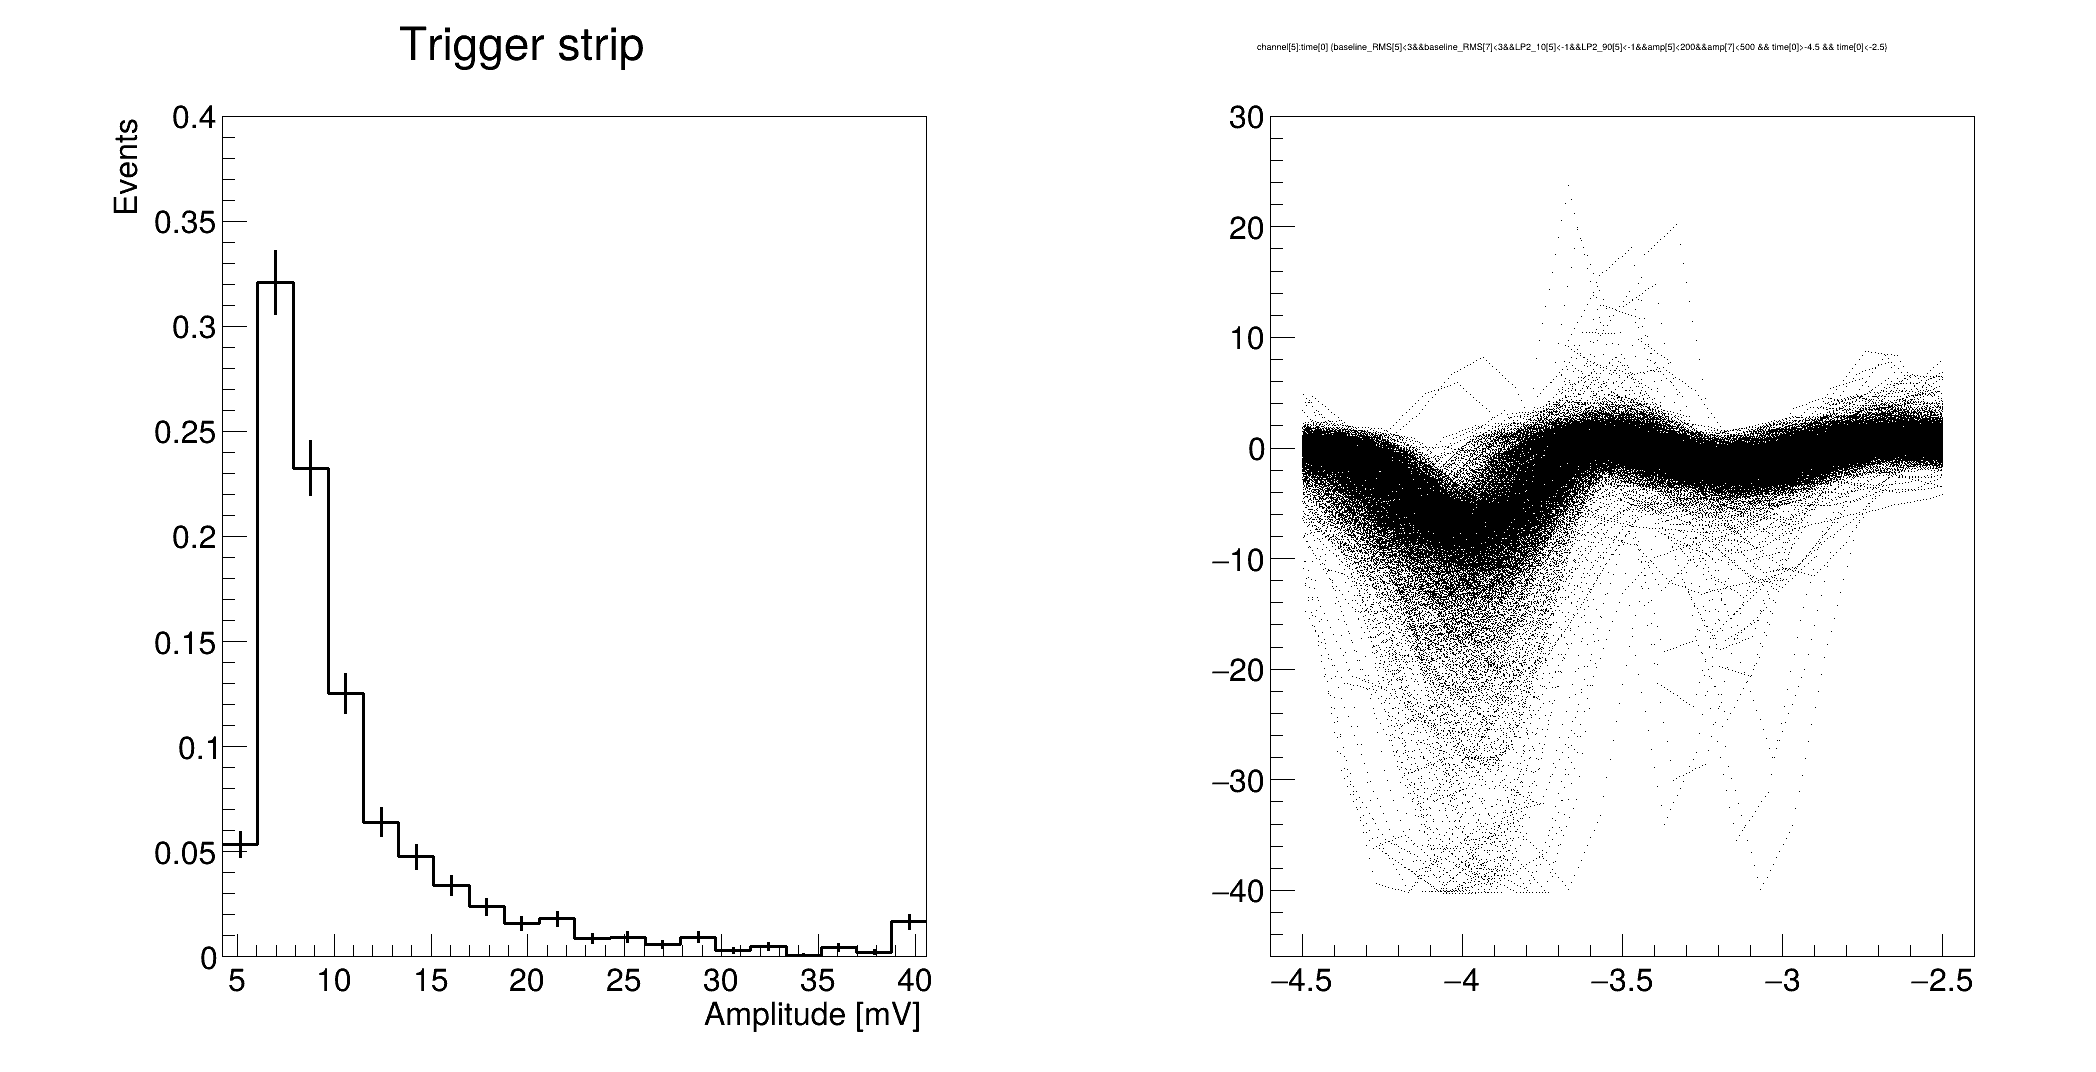 Trigger strip
Events
0.4
0.35
0.3
0.25
0.2
0.15
0.1
0.05
0
5 10 15 20 25 30 35 40
Amplitude [mV]
channel[5]:time[0] {baseline_RMS[5]<3&&baseline_RMS[7]<3&&LP2_10[5]<-1&&LP2_90[5]<-1&&amp[5]<200&&amp[7]<500 && time[0]>-4.5 && time[0]<-2.5}
30
20
10
0
−10
−20
−30
−40
−4.5 −4 −3.5 −3 −2.5